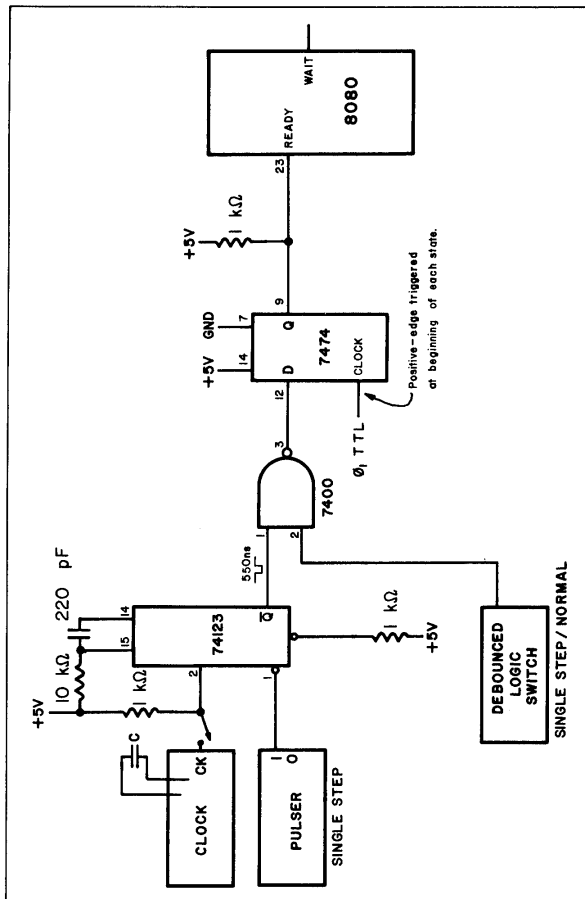 220 pF
+5V
10 kΩ
15
14
1 kΩ
C
CLOCK
CK
2
74123
Q̅
1
PULSER
1
0
SINGLE STEP
1 kΩ
+5V
DEBOUNCED
LOGIC
SWITCH
SINGLE STEP/NORMAL
550ns
1
2
3
7400
+5V
GND
14
7
12
D
Q
9
7474
CLOCK
Ø₁ TTL
Positive-edge triggered
at beginning of each state.
+5V
1 kΩ
23
READY
WAIT
8080